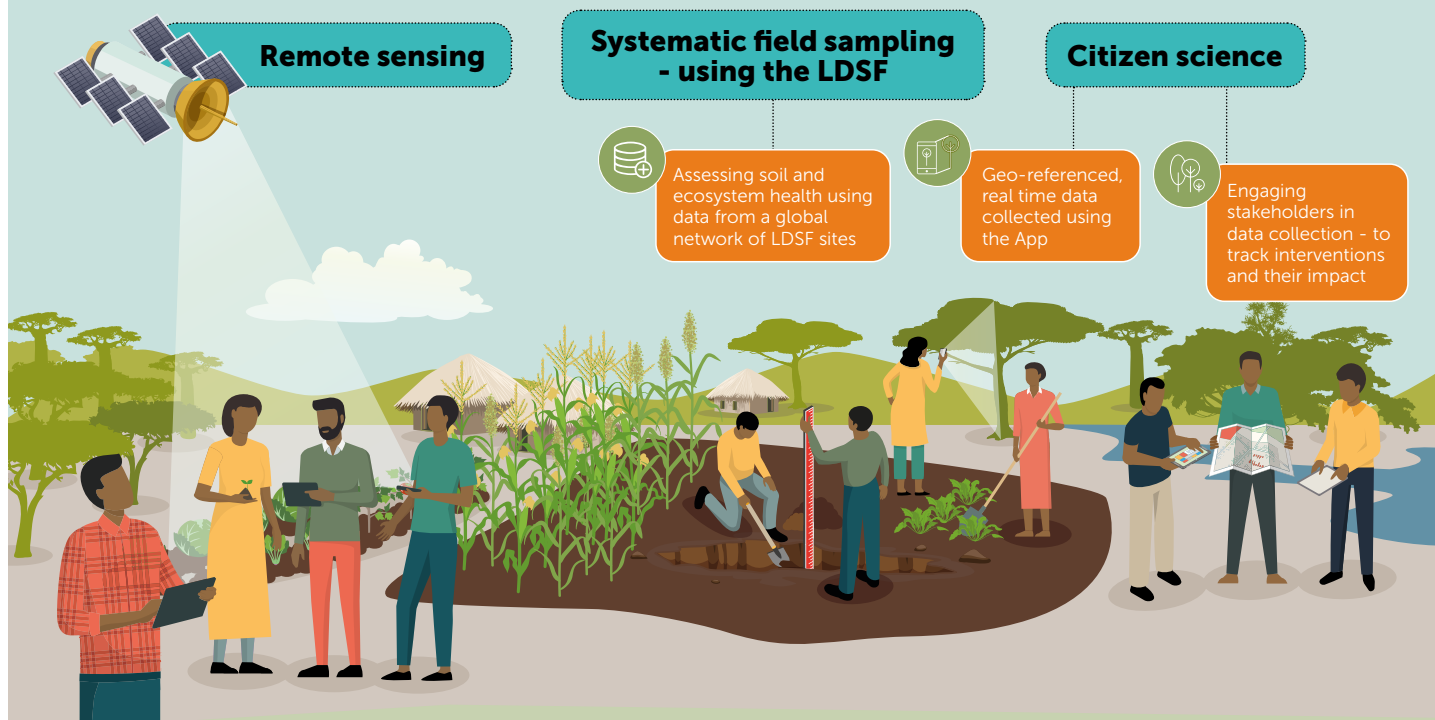 Remote sensing
Systematic field sampling
- using the LDSF
Citizen science
Assessing soil and
ecosystem health using
data from a global
network of LDSF sites
Geo-referenced,
real time data
collected using
the App
Engaging
stakeholders in
data collection - to
track interventions
and their impact